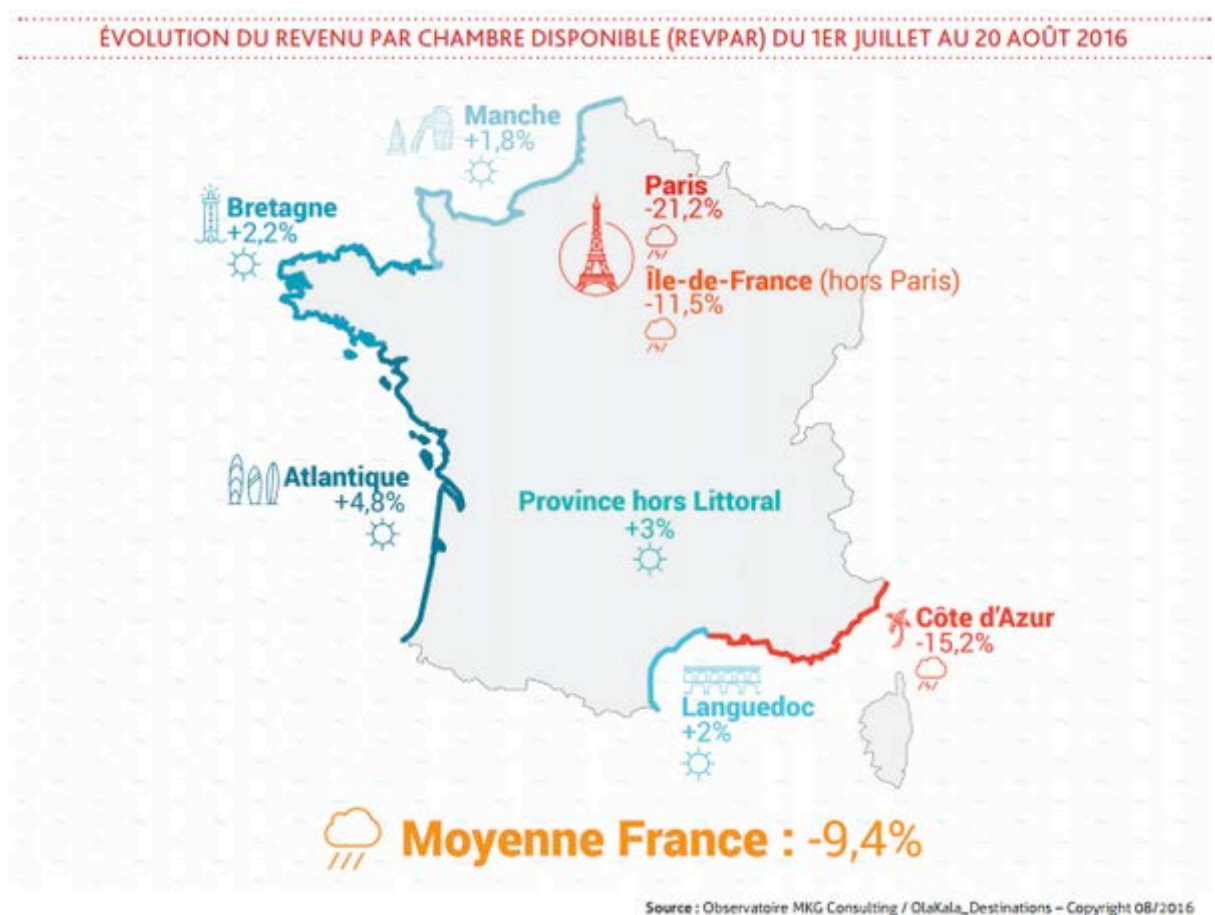 ÉVOLUTION DU REVENU PAR CHAMBRE DISPONIBLE (REVPAR) DU 1ER JUILLET AU 20 AOÛT 2016
Manche
+1,8%
Paris
-21,2%
Bretagne
+2,2%
Île-de-France (hors Paris)
-11,5%
Atlantique
+4,8%
Province hors Littoral
+3%
Côte d'Azur
-15,2%
Languedoc
+2%
Moyenne France : -9,4%
Source : Observatoire MKG Consulting / OlaKala_Destinations – Copyright 08/2016